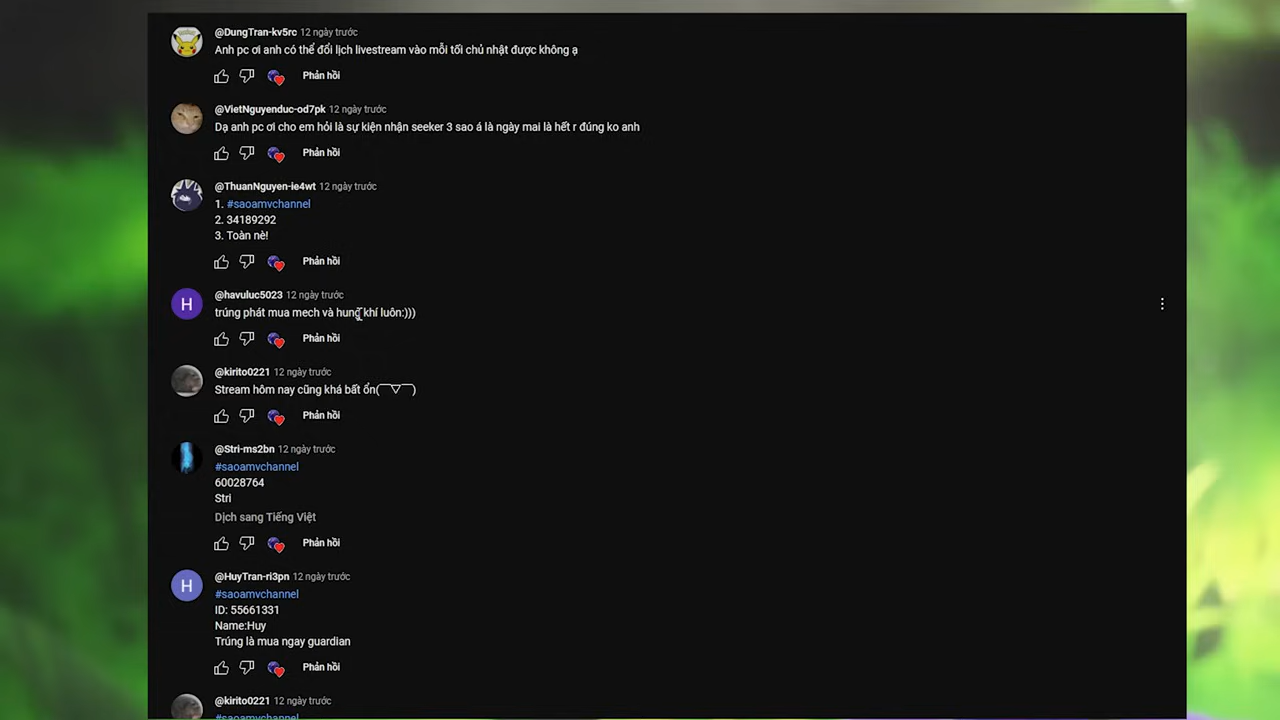 @DungTran-kv5rc 12 ngày trước
Anh pc ơi anh có thể đổi lịch livestream vào mỗi tối chủ nhật được không ạ
Phản hồi
@VietNguyenduc-od7pk 12 ngày trước
Dạ anh pc ơi cho em hỏi là sự kiện nhận seeker 3 sao á là ngày mai là hết r đúng ko anh
Phản hồi
@ThuanNguyen-ie4wt 12 ngày trước
1. #saoamvchannel
2. 34189292
3. Toàn nè!
Phản hồi
H
@havuluc5023 12 ngày trước
trúng phát mua mech và hung khí luôn:)))
Phản hồi
@kirito0221 12 ngày trước
Stream hôm nay cũng khá bất ổn(￣▽￣)
Phản hồi
@Stri-ms2bn 12 ngày trước
#saoamvchannel
60028764
Stri
Dịch sang Tiếng Việt
Phản hồi
H
@HuyTran-ri3pn 12 ngày trước
#saoamvchannel
ID: 55661331
Name:Huy
Trúng là mua ngay guardian
Phản hồi
@kirito0221 12 ngày trước
#saoamvchannel